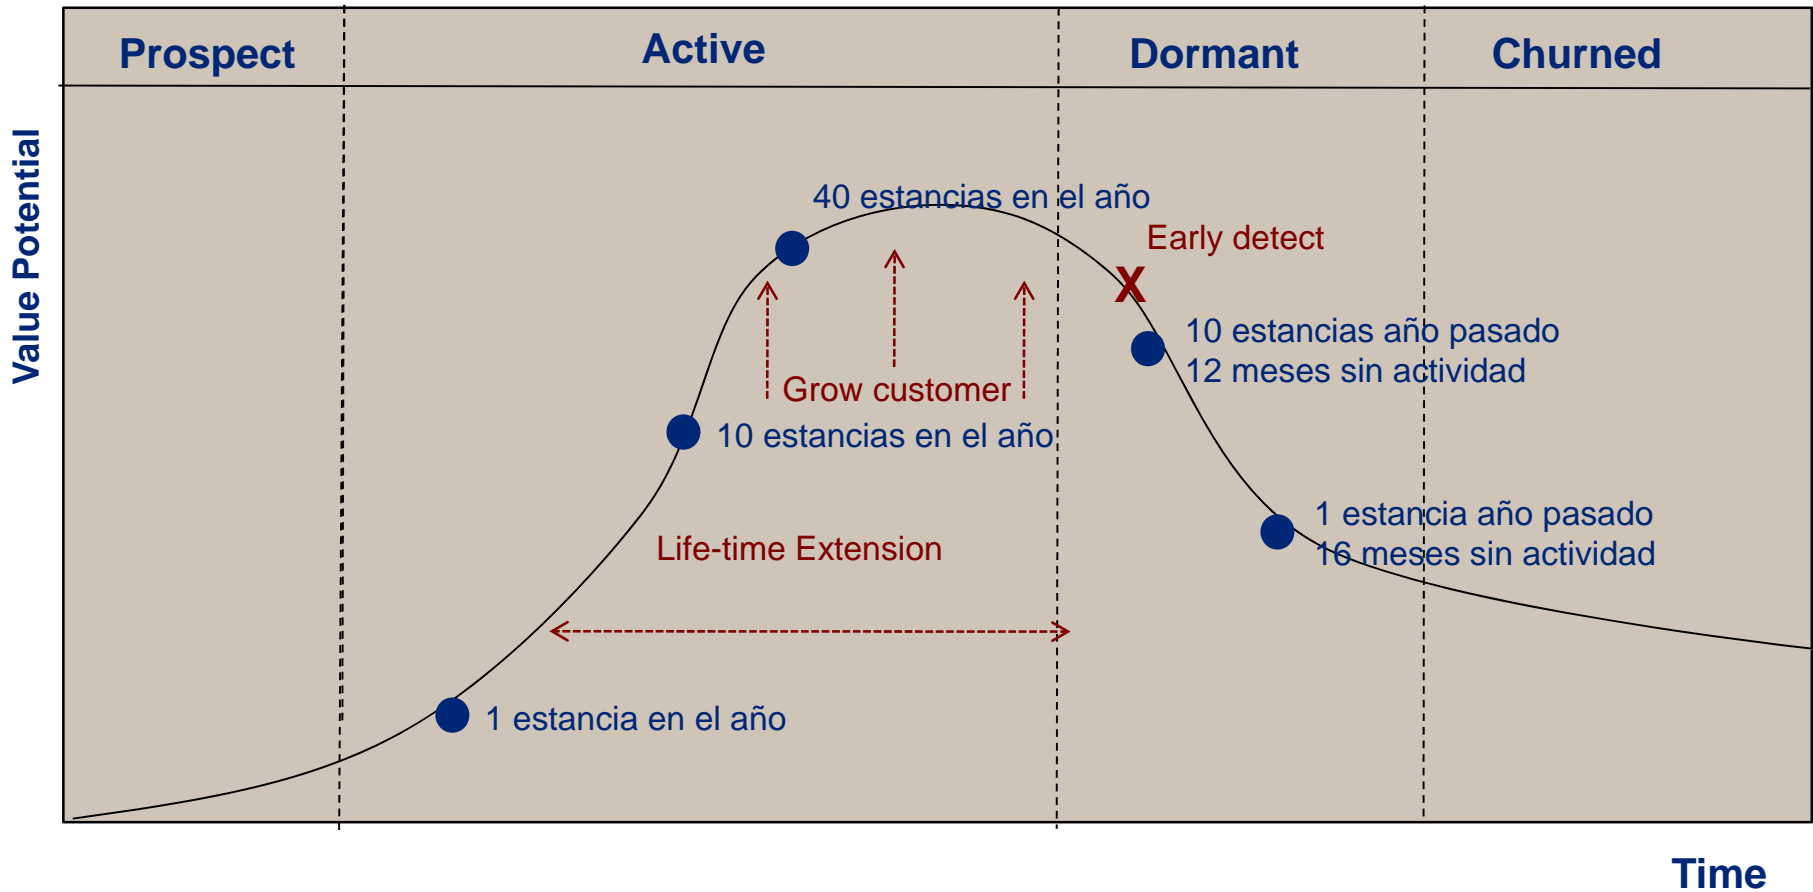 Prospect
Active
Dormant
Churned
Value Potential
40 estancias en el año
Early detect
X
10 estancias año pasado
12 meses sin actividad
Grow customer
10 estancias en el año
1 estancia año pasado
16 meses sin actividad
Life-time Extension
1 estancia en el año
Time